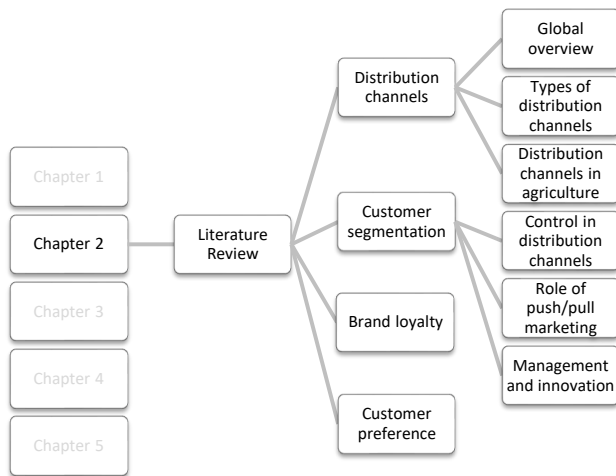 Chapter 1
Chapter 2
Chapter 3
Chapter 4
Chapter 5
Literature
Review
Distribution
channels
Customer
segmentation
Brand loyalty
Customer
preference
Global
overview
Types of
distribution
channels
Distribution
channels in
agriculture
Control in
distribution
channels
Role of
push/pull
marketing
Management
and innovation